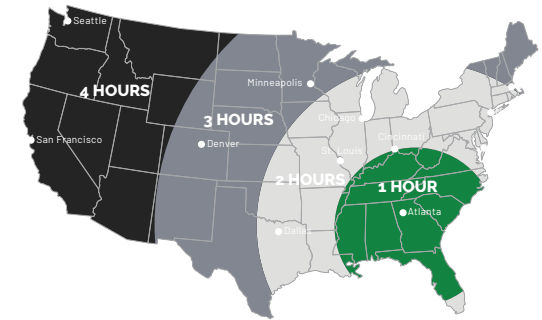 Seattle
Minneapolis
4 HOURS
3 HOURS
Chicago
Cincinnati
San Francisco
Denver
St. Louis
2 HOURS
1 HOUR
Atlanta
Dallas